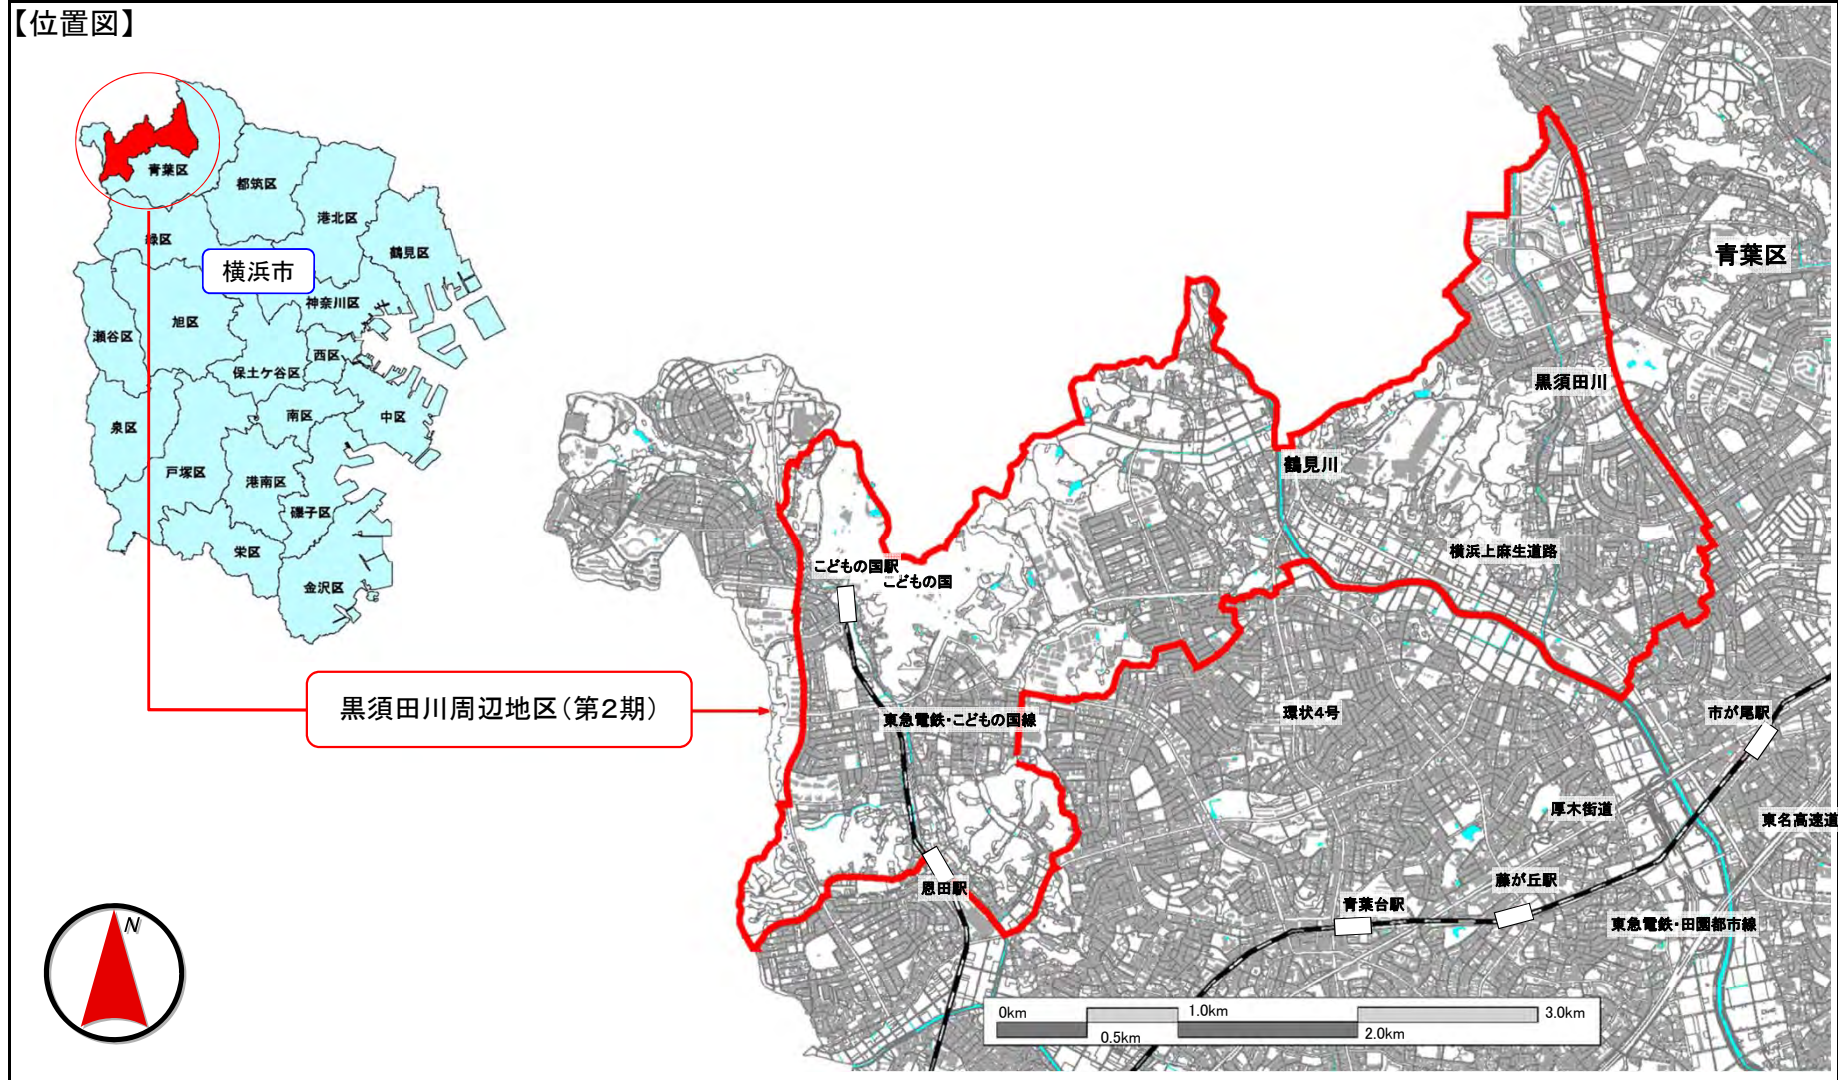 【位置図】
青葉区
都筑区
港北区
緑区
鶴見区
横浜市
神奈川区
旭区
瀬谷区
西区
保土ケ谷区
南区
中区
泉区
戸塚区
港南区
磯子区
栄区
金沢区
黒須田川周辺地区(第2期)
青葉区
黒須田川
鶴見川
横浜上麻生道路
こどもの国駅
こどもの国
東急電鉄・こどもの国線
環状4号
市が尾駅
厚木街道
東名高速道
恩田駅
藤が丘駅
青葉台駅
東急電鉄・田園都市線
N
0km
1.0km
3.0km
0.5km
2.0km